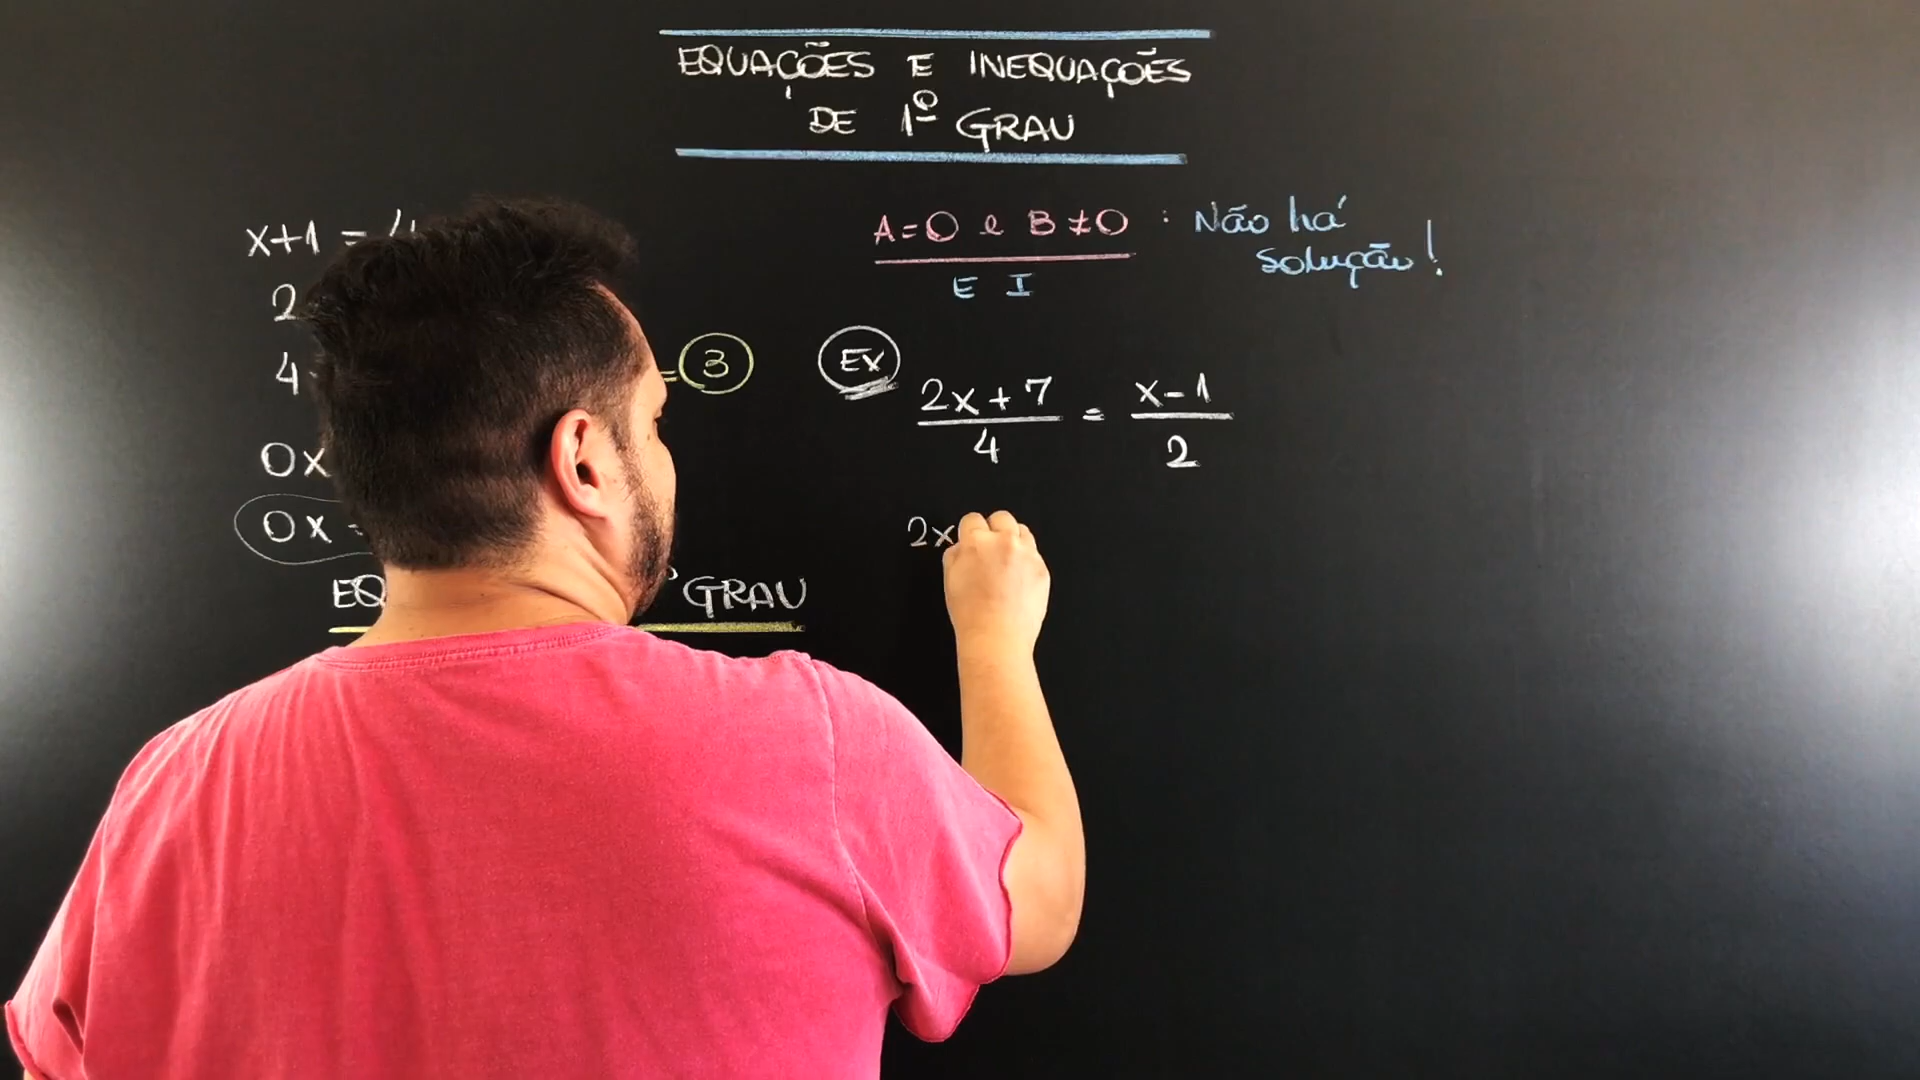 EQUAÇÕES E INEQUAÇÕES
DE 1º GRAU
x+1 =
2
4
= 3
0x
0x =
GRAU
A=0 e B≠0 : Não há
solução!
E I
EX
2x+7 / 4 = x-1 / 2
2x